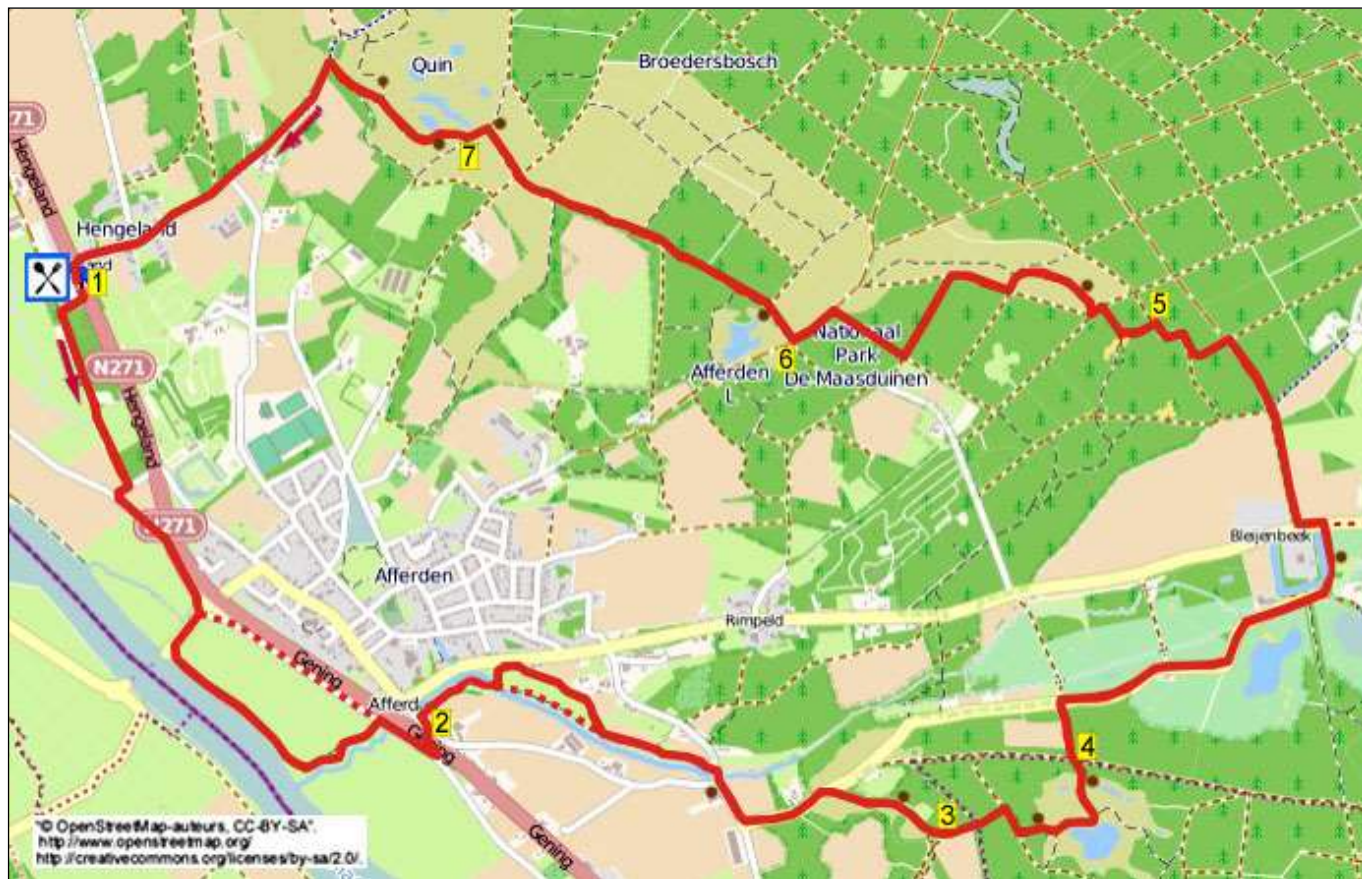 Quin
Broedersbosch
71
Hengeland
7
Hengeland
1
5
N271
Nationaal
Park
De Maasduinen
6
Afferden
L
Hengeland
N271
Bleijenbeek
Afferden
Rimpeld
Gening
Afferd
2
Gening
4
3
Gening
"© OpenStreetMap-auteurs, CC-BY-SA".
http://www.openstreetmap.org/
http://creativecommons.org/licenses/by-sa/2.0/.